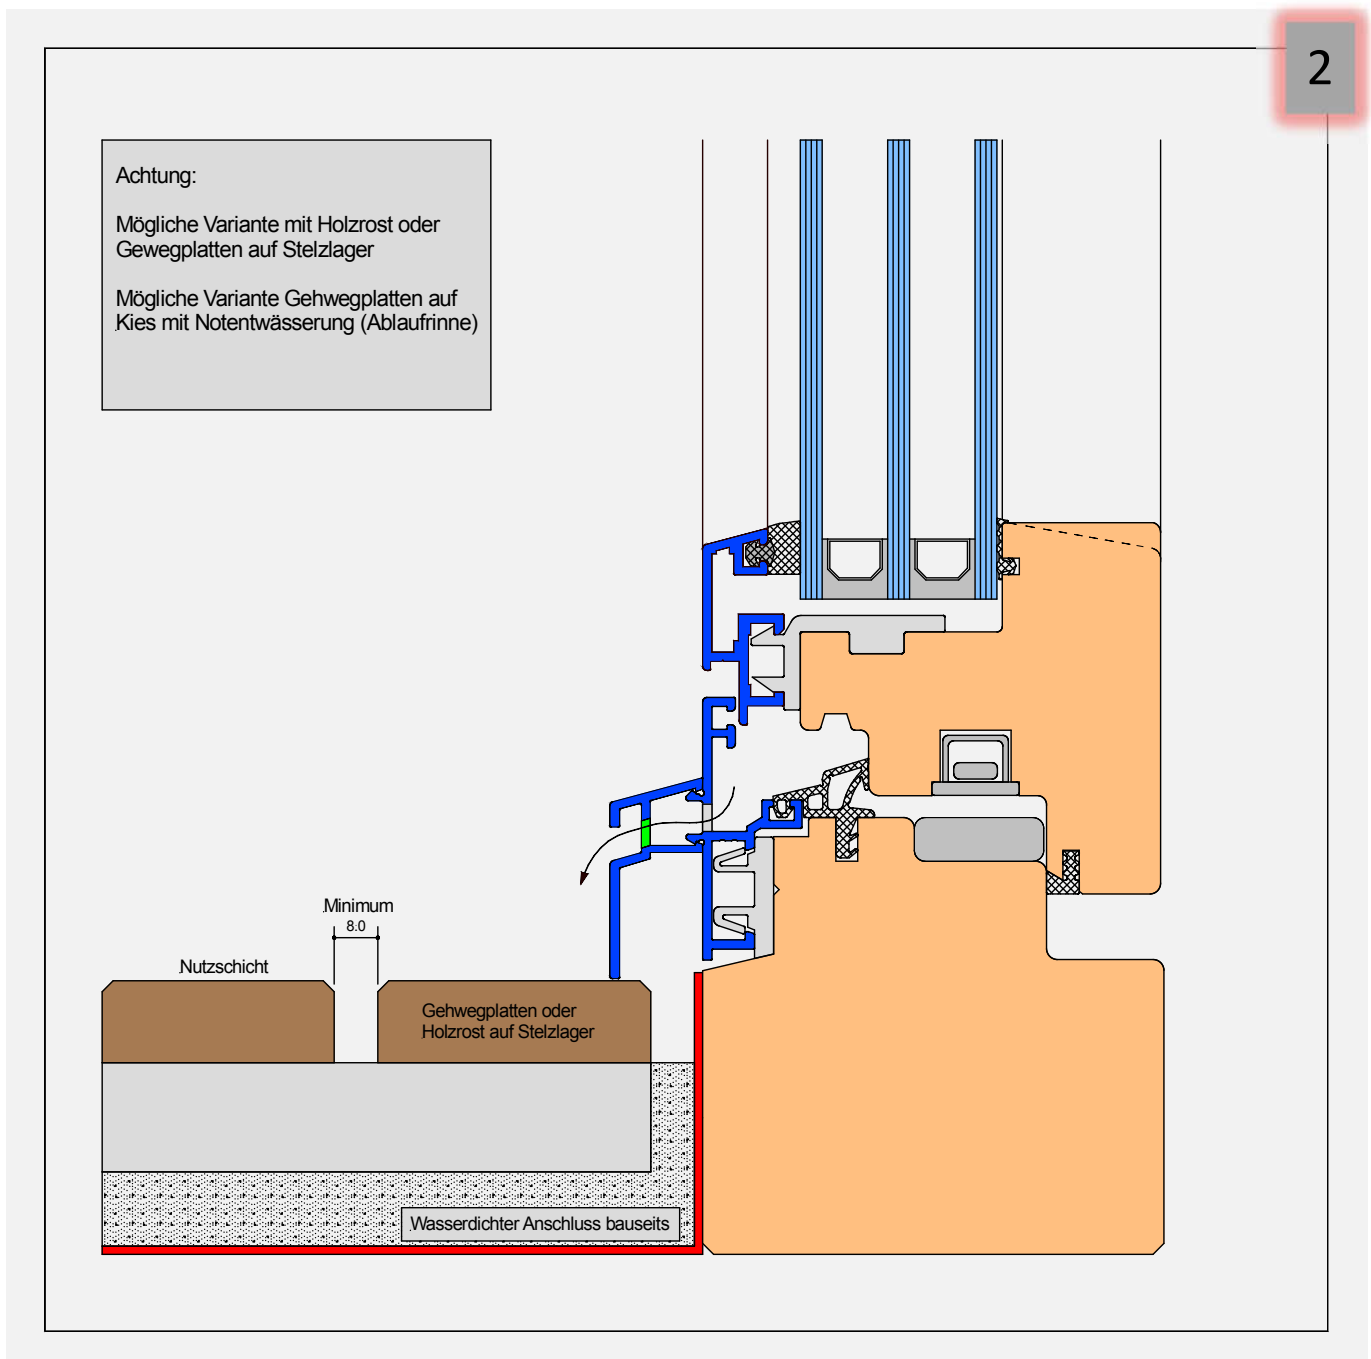 2
Achtung:
Mögliche Variante mit Holzrost oder
Gewegplatten auf Stelzlager
Mögliche Variante Gehwegplatten auf
Kies mit Notentwässerung (Ablaufrinne)
Minimum
8.0
Nutzschicht
Gehwegplatten oder
Holzrost auf Stelzlager
Wasserdichter Anschluss bauseits